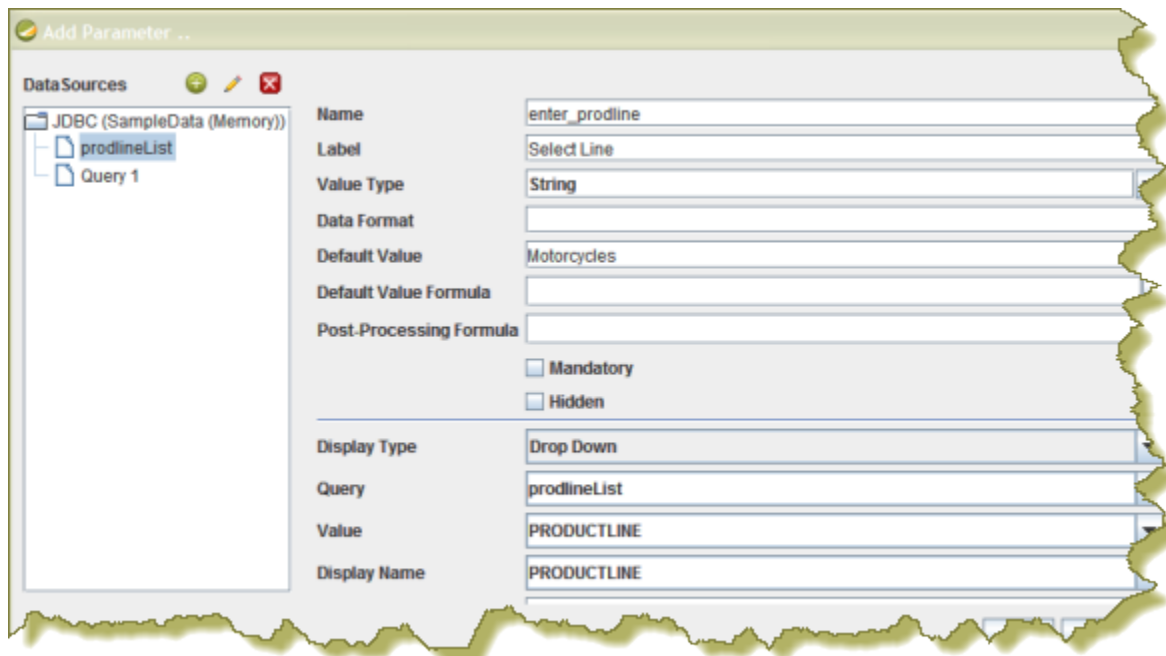 Add Parameter ..
DataSources
JDBC (SampleData (Memory))
prodlineList
Query 1
Name enter_prodline
Label Select Line
Value Type String
Data Format
Default Value Motorcycles
Default Value Formula
Post-Processing Formula
Mandatory
Hidden
Display Type Drop Down
Query prodlineList
Value PRODUCTLINE
Display Name PRODUCTLINE